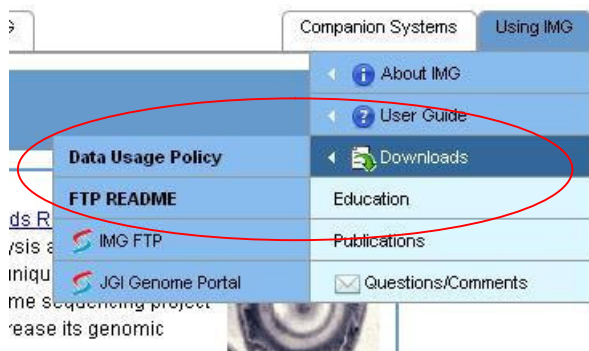 Companion Systems
Using IMG
About IMG
User Guide
Data Usage Policy
Downloads
FTP README
Education
ds R
IMG FTP
Publications
ysis a
JGI Genome Portal
Questions/Comments
niqu
me sequencing project
rease its genomic